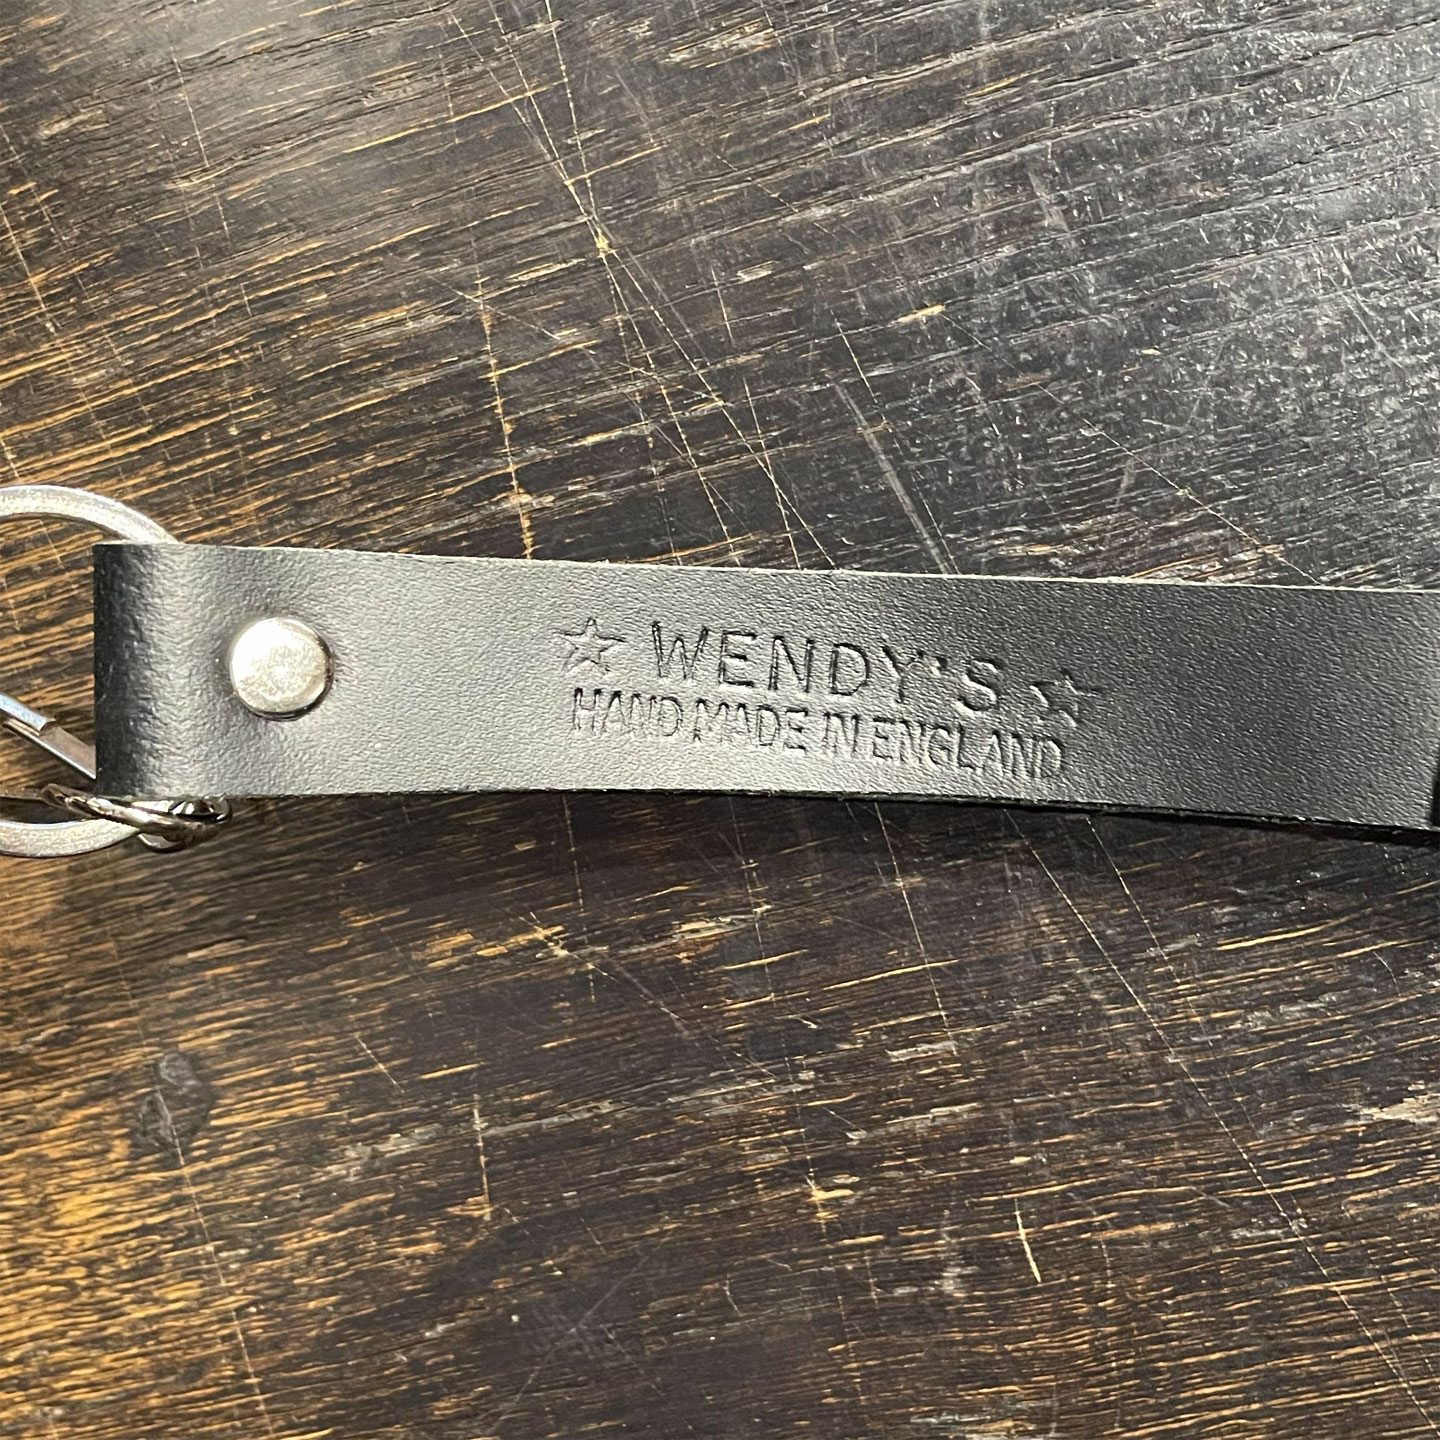 ☆ WENDY'S ☆
HAND MADE IN ENGLAND